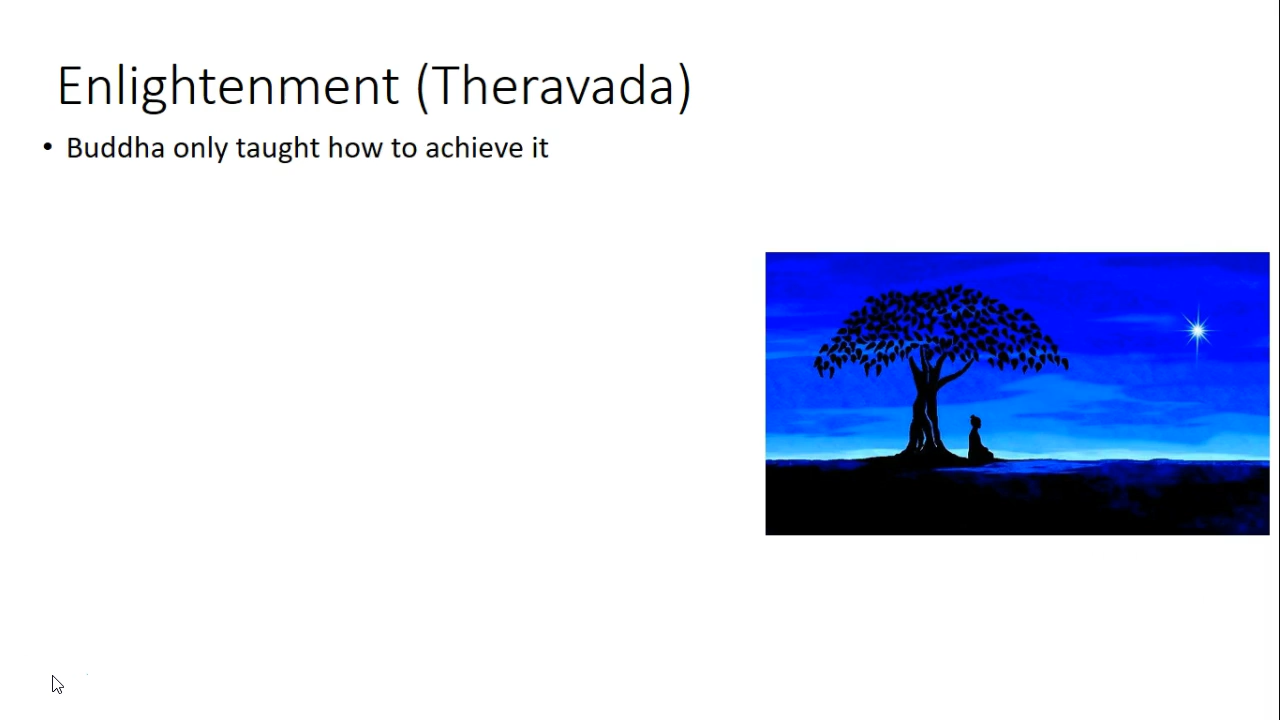 Enlightenment (Theravada)
• Buddha only taught how to achieve it